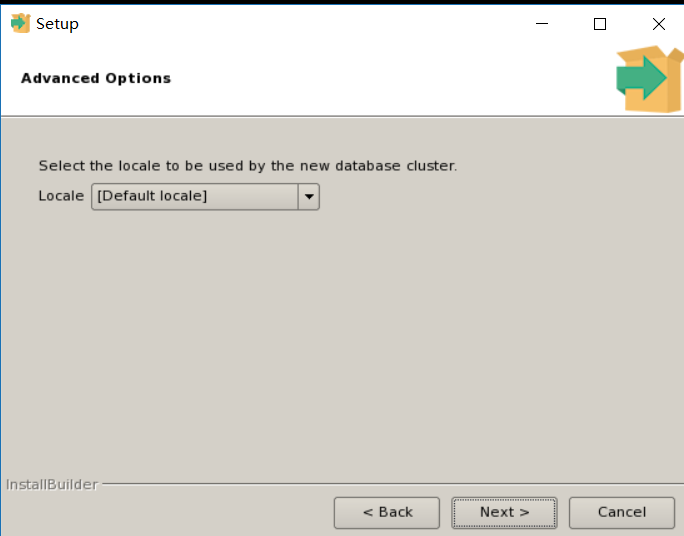 Setup
Advanced Options
Select the locale to be used by the new database cluster.
Locale [Default locale]
InstallBuilder
< Back Next > Cancel